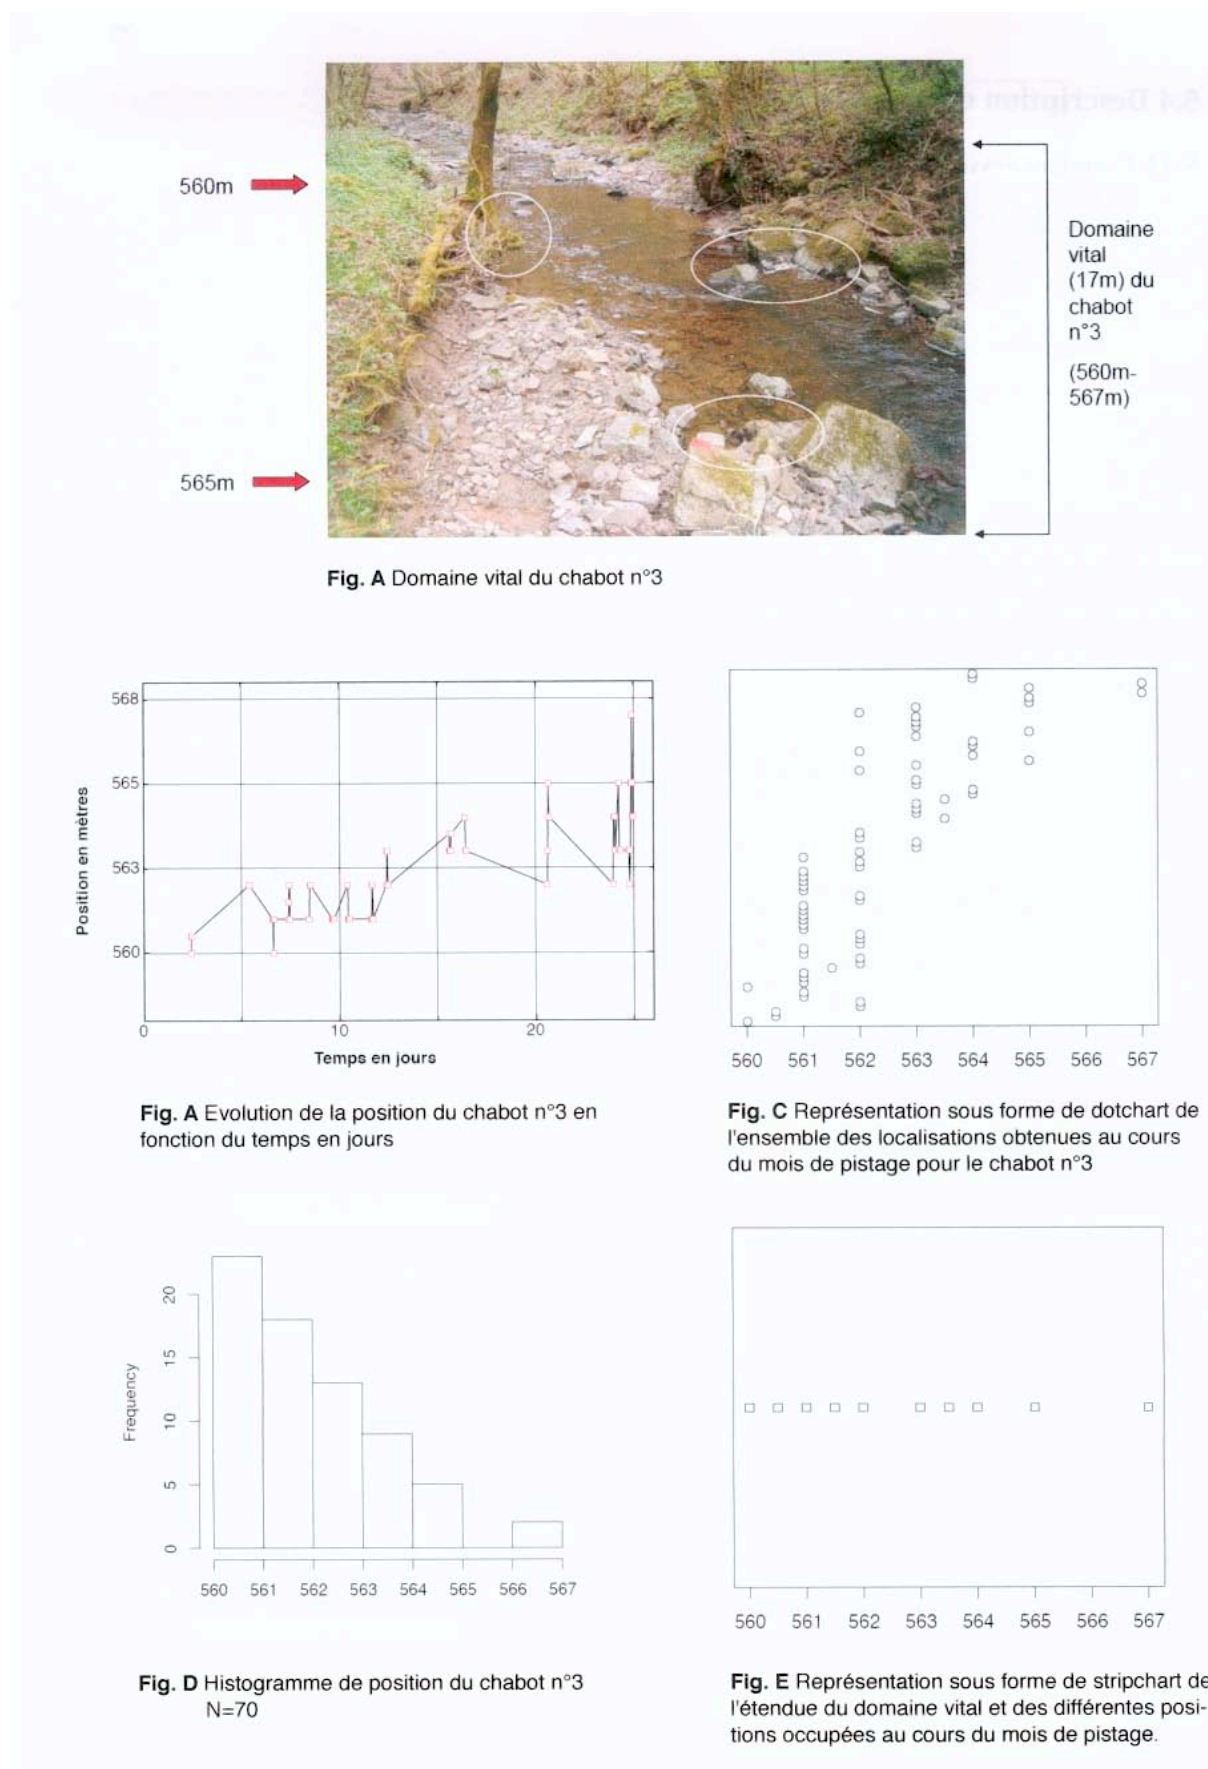 560m
565m
Domaine
vital
(17m) du
chabot
n°3
(560m-
567m)
Fig. A Domaine vital du chabot n°3
568
565
563
560
Position en mètres
0 10 20
Temps en jours
Fig. A Evolution de la position du chabot n°3 en
fonction du temps en jours
560 561 562 563 564 565 566 567
Fig. C Représentation sous forme de dotchart de
l'ensemble des localisations obtenues au cours
du mois de pistage pour le chabot n°3
20
15
10
5
0
Frequency
560 561 562 563 564 565 566 567
Fig. D Histogramme de position du chabot n°3
N=70
560 561 562 563 564 565 566 567
Fig. E Représentation sous forme de stripchart de
l'étendue du domaine vital et des différentes posi-
tions occupées au cours du mois de pistage.